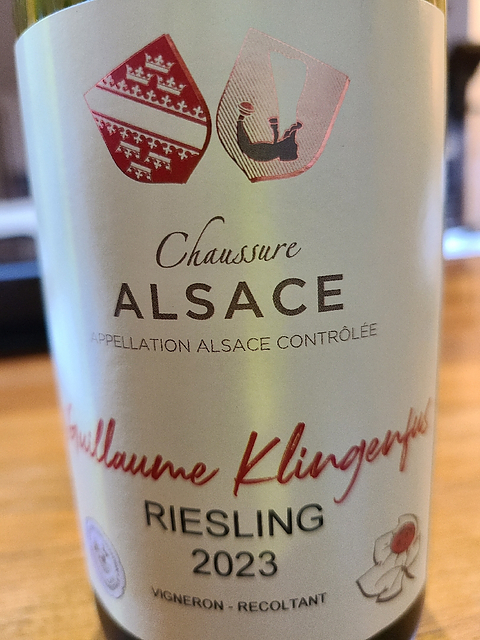 Chaussure
ALSACE
APPELLATION ALSACE CONTRÔLÉE
Guillaume Klingenfus
RIESLING
2023
VIGNERON - RECOLTANT